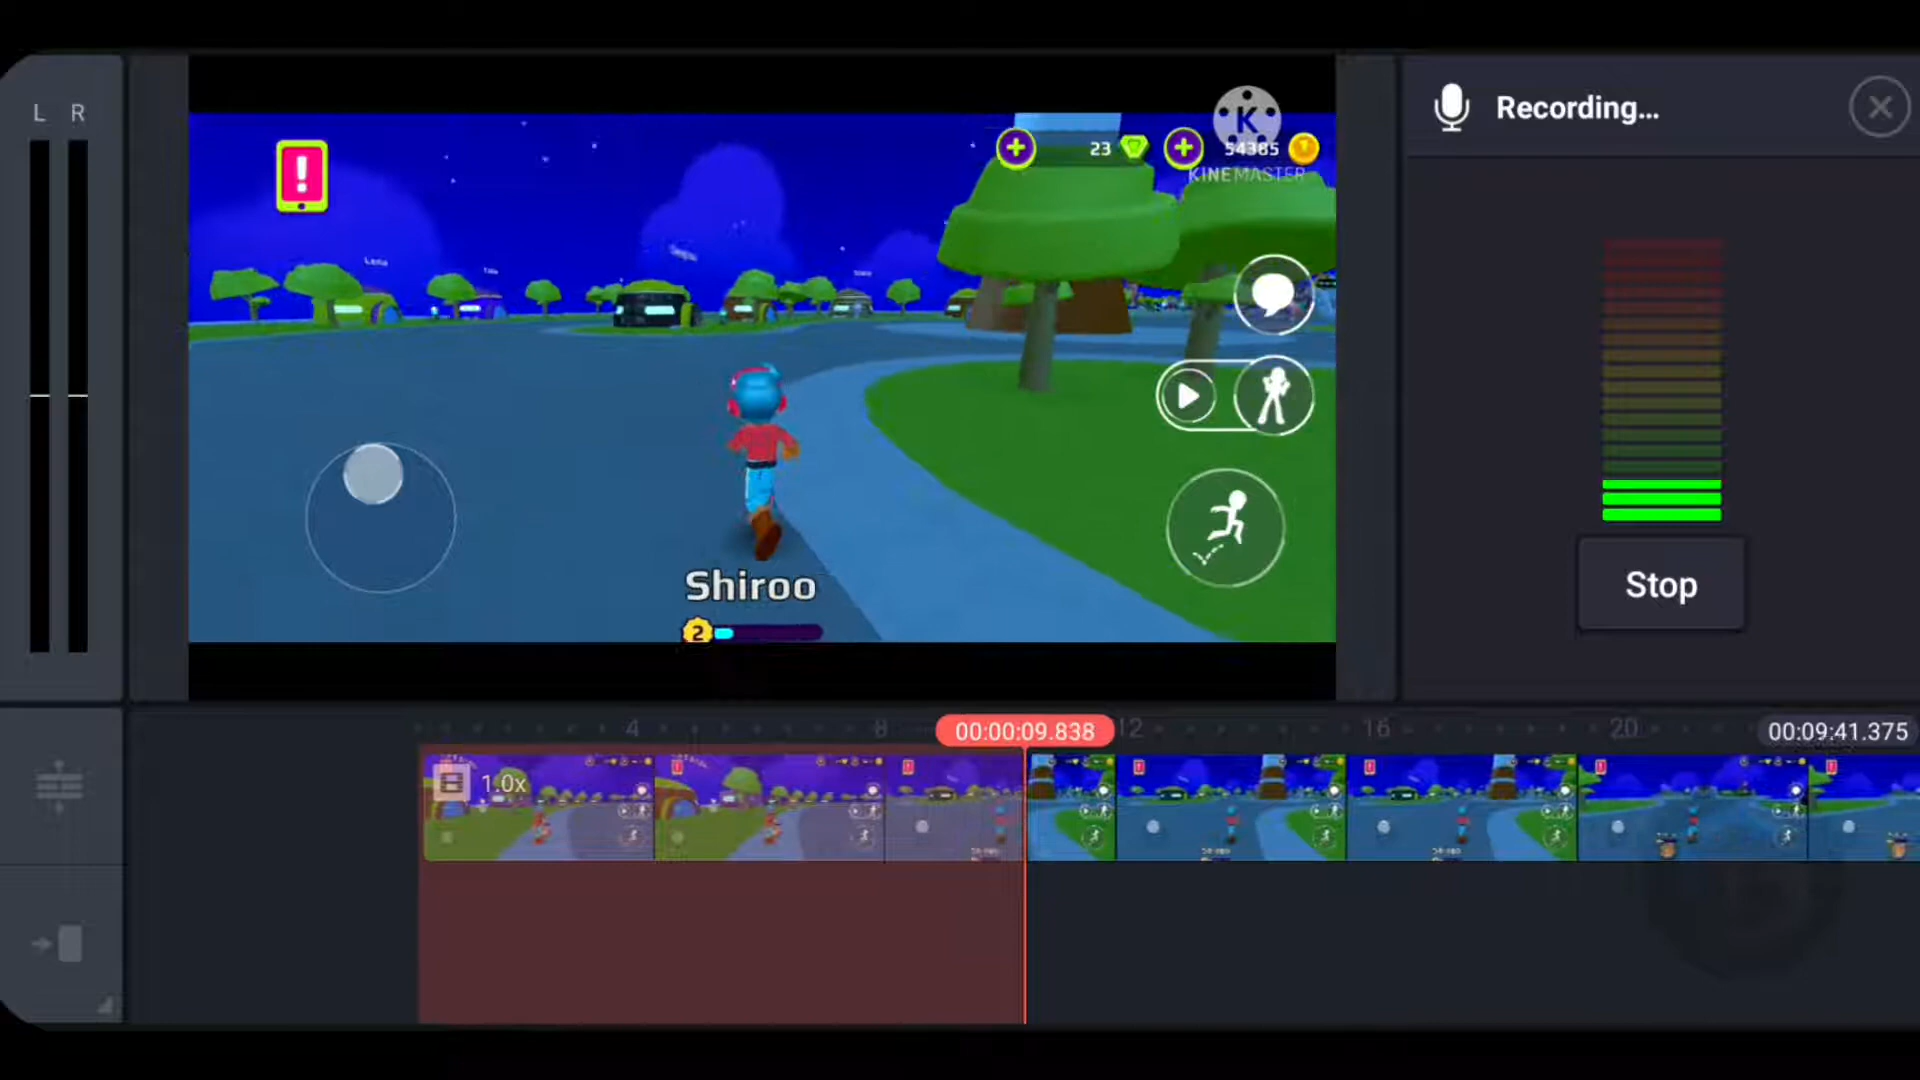 L R
Recording...
23
54385
K
KINEMASTER
Stop
Shiroo
2
4 8 00:00:09.838 12 16 20 00:09:41.375
1.0x